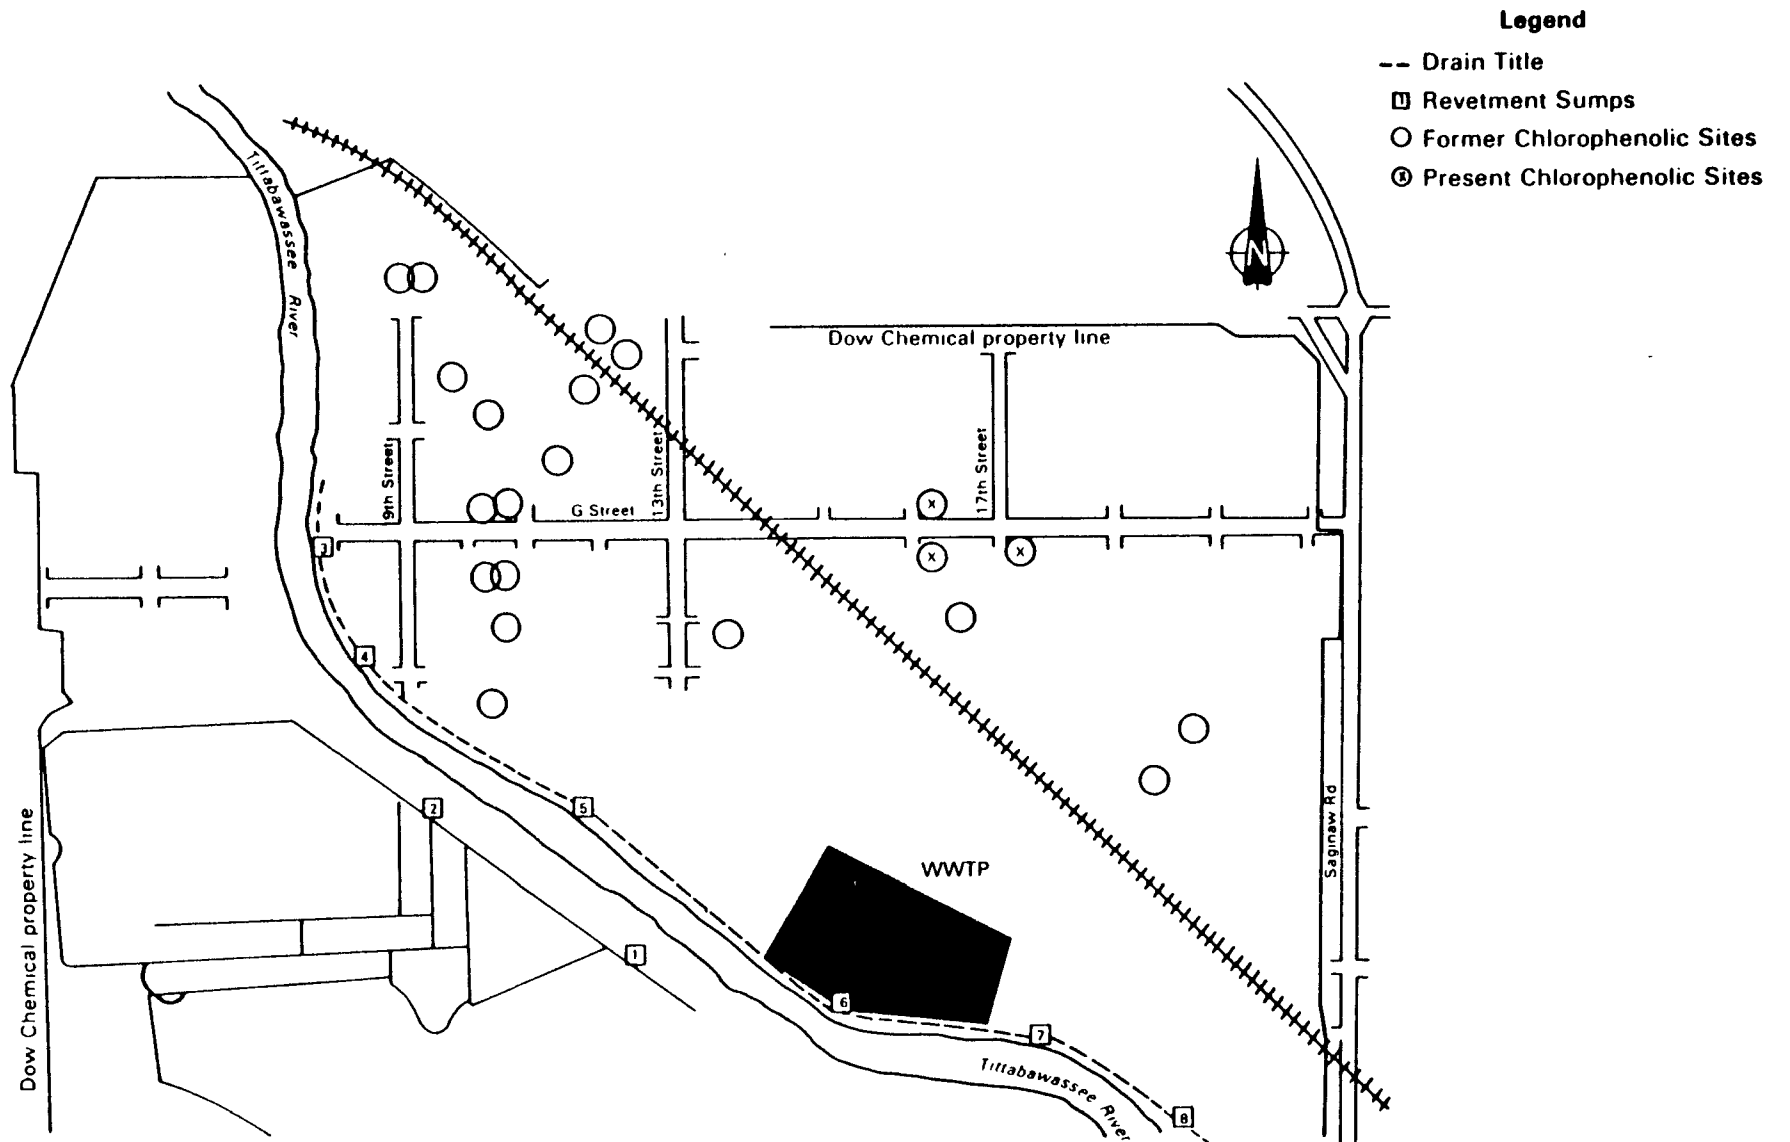 Legend
Drain Title
1 Revetment Sumps
Former Chlorophenolic Sites
x Present Chlorophenolic Sites
Tittabawassee River
N
Dow Chemical property line
9th Street
13th Street
17th Street
G Street
x
x
x
3
4
5
2
1
WWTP
6
7
8
Saginaw Rd
Dow Chemical property line
Tittabawassee River